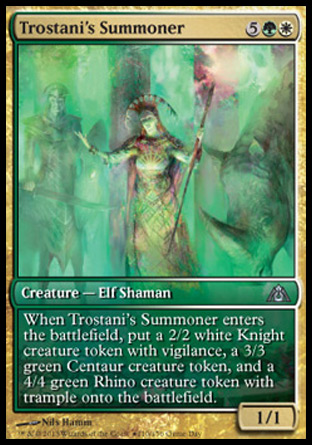 Trostani's Summoner 5
Creature — Elf Shaman
When Trostani's Summoner enters
the battlefield, put a 2/2 white Knight
creature token with vigilance, a 3/3
green Centaur creature token, and a
4/4 green Rhino creature token with
trample onto the battlefield.
Nils Hamm
1/1